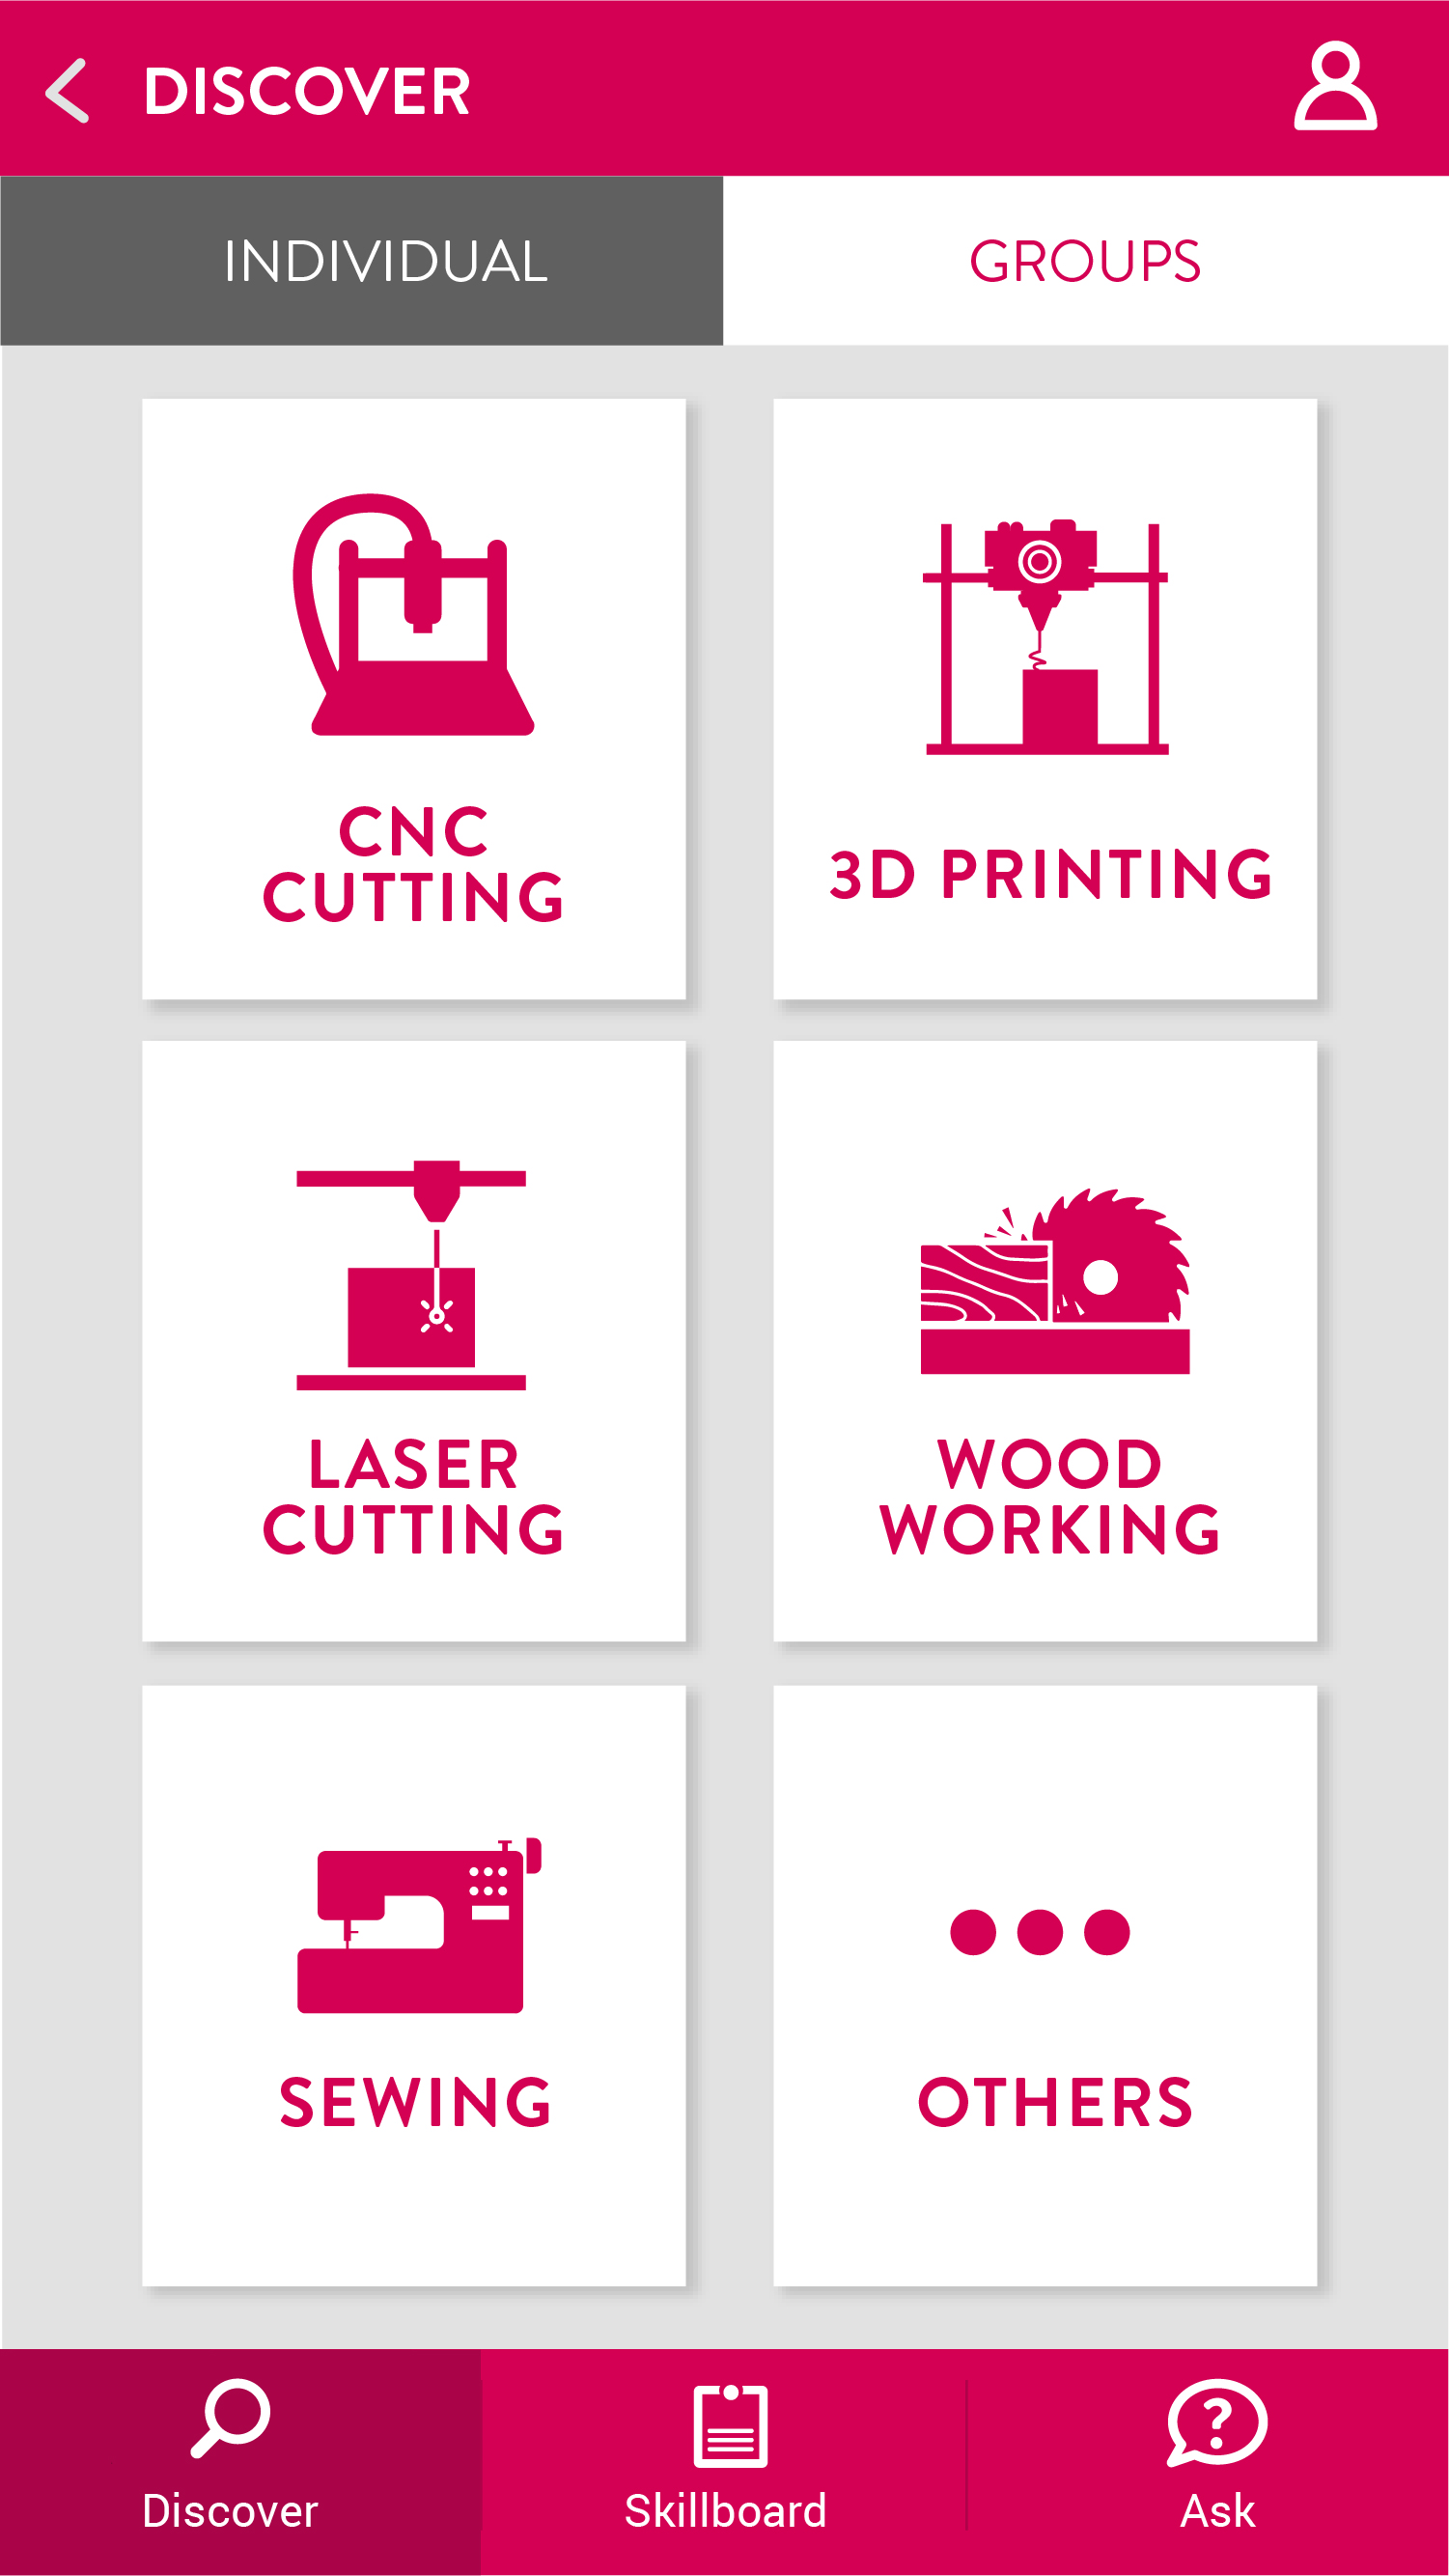 DISCOVER
INDIVIDUAL
GROUPS
CNC
CUTTING
3D PRINTING
LASER
CUTTING
WOOD
WORKING
SEWING
OTHERS
Discover
Skillboard
Ask